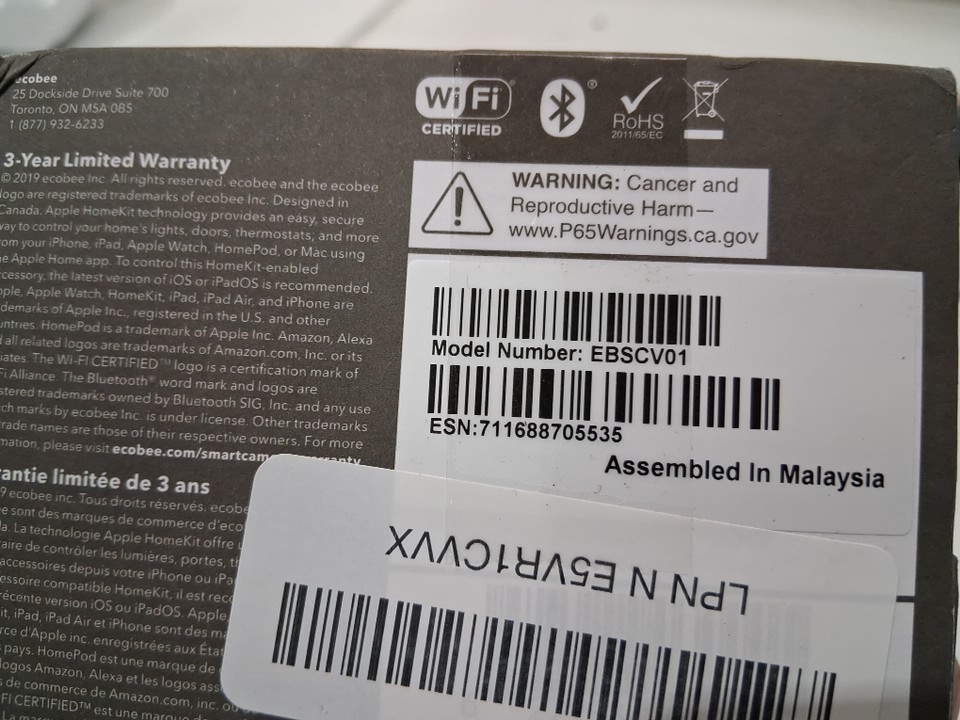 ecobee
25 Dockside Drive Suite 700
Toronto, ON M5A 0B5
1 (877) 932-6233
3-Year Limited Warranty
© 2019 ecobee Inc. All rights reserved. ecobee and the ecobee
logo are registered trademarks of ecobee Inc. Designed in
Canada. Apple HomeKit technology provides an easy, secure
way to control your home's lights, doors, thermostats, and more
from your iPhone, iPad, Apple Watch, HomePod, or Mac using
the Apple Home app. To control this HomeKit-enabled
accessory, the latest version of iOS or iPadOS is recommended.
Apple, Apple Watch, HomeKit, iPad, iPad Air, and iPhone are
trademarks of Apple Inc., registered in the U.S. and other
countries. HomePod is a trademark of Apple Inc. Amazon, Alexa
and all related logos are trademarks of Amazon.com, Inc. or its
affiliates. The Wi-Fi CERTIFIED™ logo is a certification mark of
Fi Alliance. The Bluetooth® word mark and logos are
registered trademarks owned by Bluetooth SIG, Inc. and any use
such marks by ecobee Inc. is under license. Other trademarks
trade names are those of their respective owners. For more
information, please visit ecobee.com/smartcam
garantie limitée de 3 ans
ecobee inc. Tous droits réservés. ecobe
e sont des marques de commerce d'eco
a. La technologie Apple HomeKit offre u
aire de contrôler les lumières, portes, th
accessoires depuis votre iPhone ou iPa
essoire compatible HomeKit, il est rec
récente version iOS ou iPadOS. Apple,
it, iPad, iPad Air et iPhone sont des ma
rce d'Apple inc. enregistrées aux État
pays. HomePod est une marque de
logos Amazon, Alexa et les logos ass
s de commerce de Amazon.com, inc. ou
FI CERTIFIED™ est une marque de
La mar
Wi Fi
CERTIFIED
RoHS
2011/65/EC
WARNING: Cancer and
Reproductive Harm—
www.P65Warnings.ca.gov
Model Number: EBSCV01
ESN:711688705535
Assembled In Malaysia
LPN N E5VR1CVVX